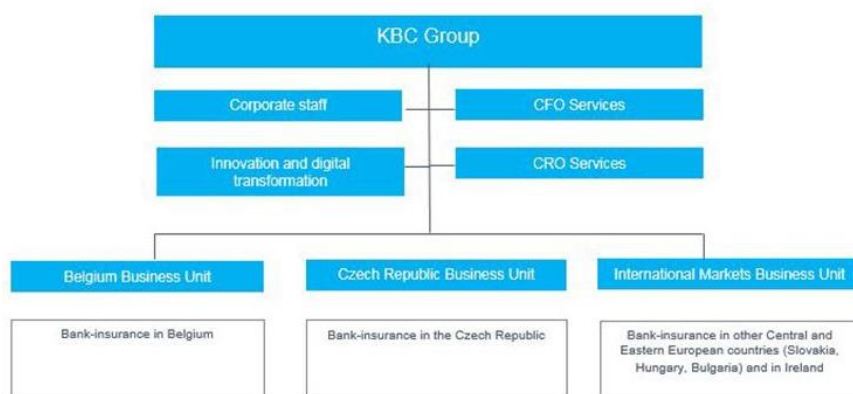 KBC Group
Corporate staff
CFO Services
Innovation and digital
transformation
CRO Services
Belgium Business Unit
Czech Republic Business Unit
International Markets Business Unit
Bank-insurance in Belgium
Bank-insurance in the Czech Republic
Bank-insurance in other Central and
Eastern European countries (Slovakia,
Hungary, Bulgaria) and in Ireland